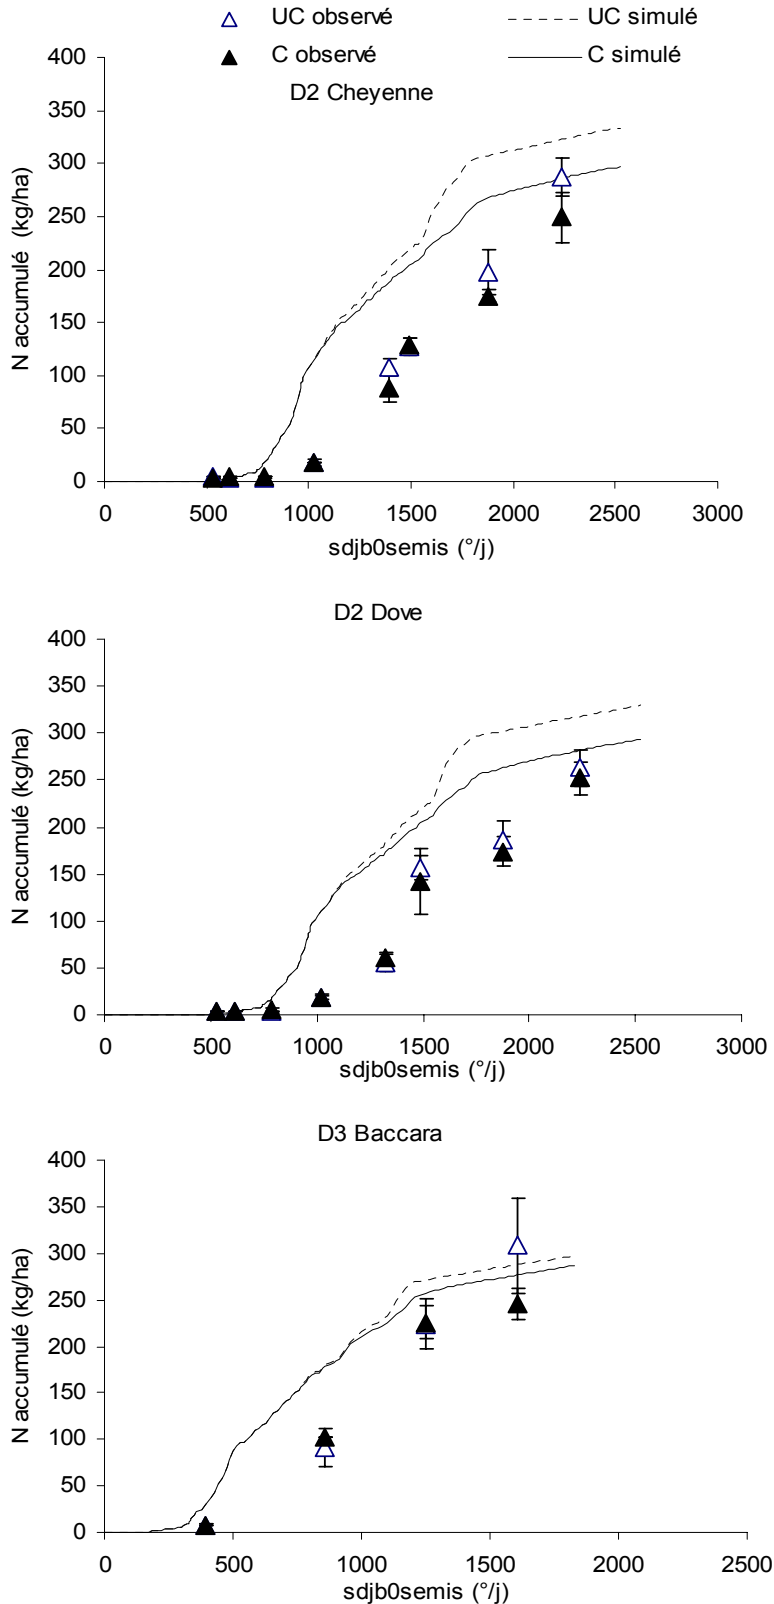 UC observé UC simulé
C observé C simulé
D2 Cheyenne
N accumulé (kg/ha)
400
350
300
250
200
150
100
50
0
0 500 1000 1500 2000 2500 3000
sdjb0semis (°/j)
D2 Dove
N accumulé (kg/ha)
400
350
300
250
200
150
100
50
0
0 500 1000 1500 2000 2500 3000
sdjb0semis (°/j)
D3 Baccara
N accumulé (kg/ha)
400
350
300
250
200
150
100
50
0
0 500 1000 1500 2000 2500
sdjb0semis (°/j)